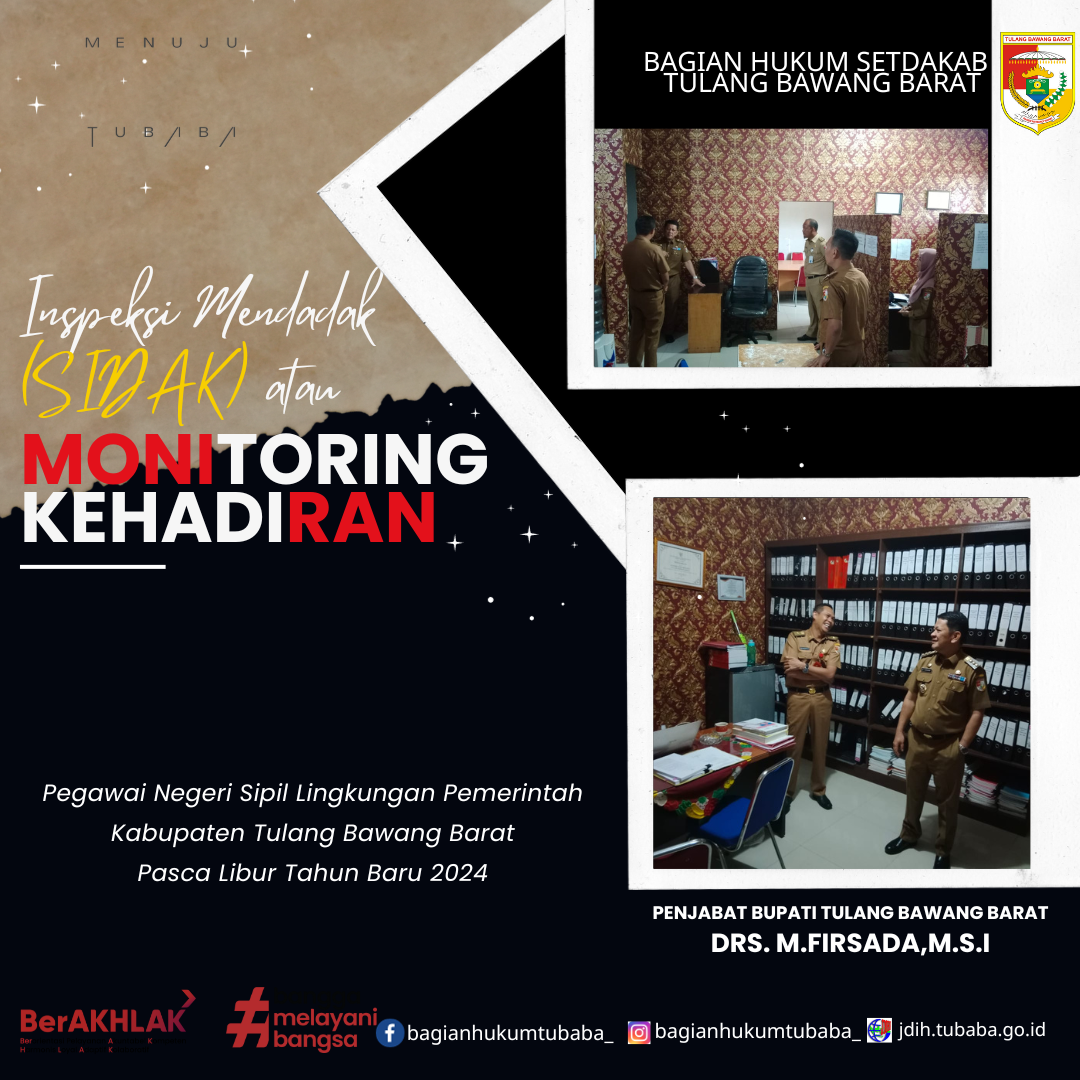 MENUJU
TUBABA
BAGIAN HUKUM SETDAKAB
TULANG BAWANG BARAT
TULANG BAWANG BARAT
Inspeksi Mendadak
(SIDAK) atau
MONITORING
KEHADIRAN
Pegawai Negeri Sipil Lingkungan Pemerintah
Kabupaten Tulang Bawang Barat
Pasca Libur Tahun Baru 2024
PENJABAT BUPATI TULANG BAWANG BARAT
DRS. M.FIRSADA,M.S.I
BerAKHLAK
#
melayani
bangsa
bagianhukumtubaba_
bagianhukumtubaba_
jdih.tubaba.go.id